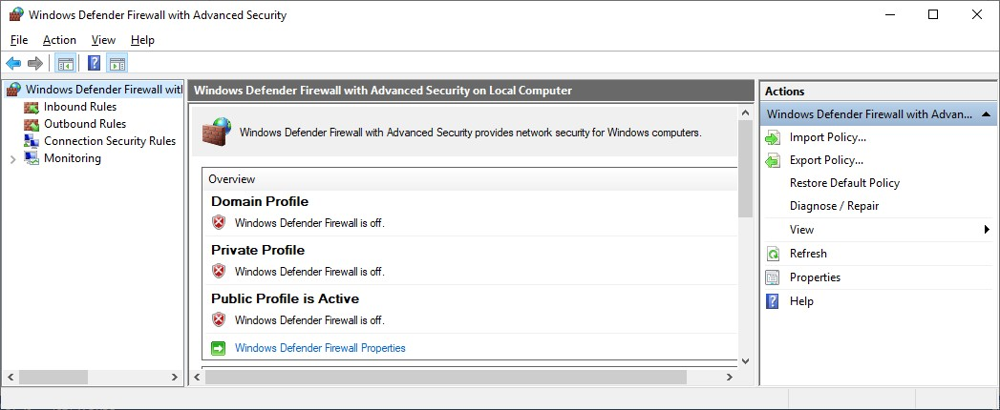 Windows Defender Firewall with Advanced Security
File Action View Help
Windows Defender Firewall wit
Inbound Rules
Outbound Rules
Connection Security Rules
Monitoring
Windows Defender Firewall with Advanced Security on Local Computer
Windows Defender Firewall with Advanced Security provides network security for Windows computers.
Overview
Domain Profile
Windows Defender Firewall is off.
Private Profile
Windows Defender Firewall is off.
Public Profile is Active
Windows Defender Firewall is off.
Windows Defender Firewall Properties
Actions
Windows Defender Firewall with Advan...
Import Policy...
Export Policy...
Restore Default Policy
Diagnose / Repair
View
Refresh
Properties
Help